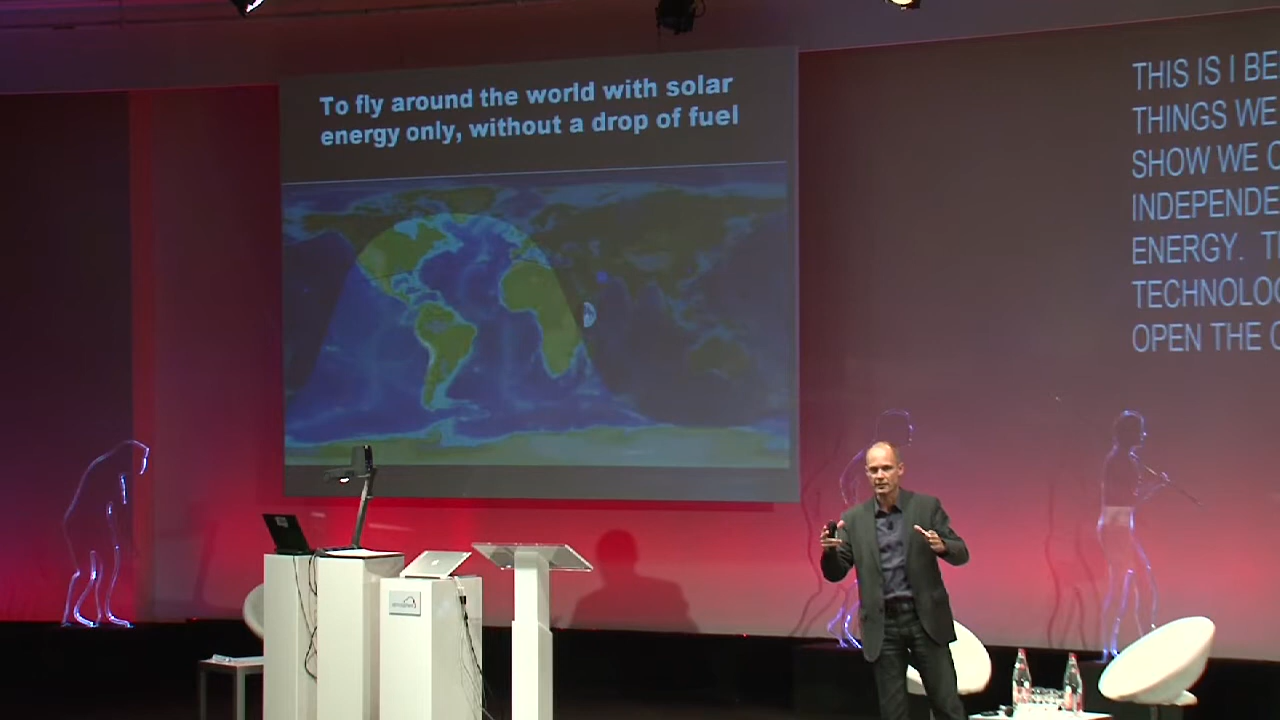 To fly around the world with solar
energy only, without a drop of fuel
THIS IS I BE
THINGS WE
SHOW WE C
INDEPENDE
ENERGY. T
TECHNOLOG
OPEN THE C